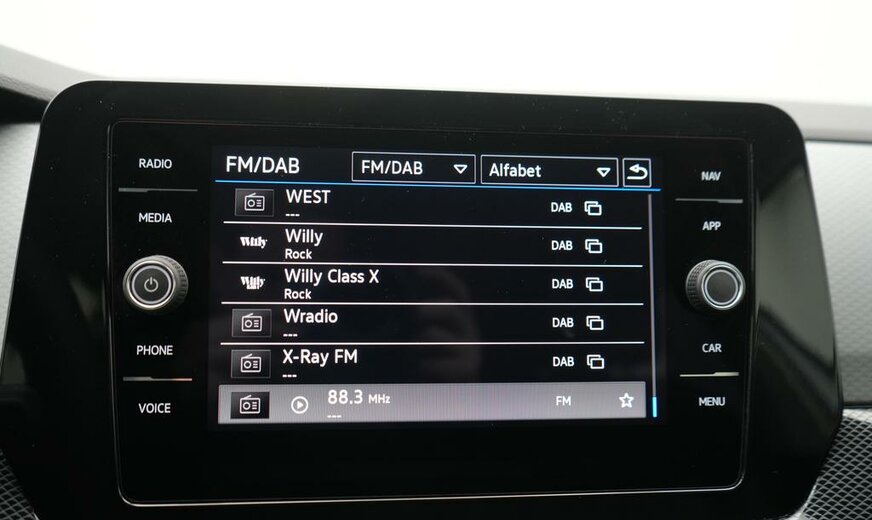 RADIO
MEDIA
PHONE
VOICE
FM/DAB
FM/DAB
Alfabet
WEST
---
DAB
Willy
Willy
Rock
DAB
Willy
Willy Class X
Rock
DAB
Wradio
---
DAB
X-Ray FM
---
DAB
88.3 MHz
---
FM
NAV
APP
CAR
MENU